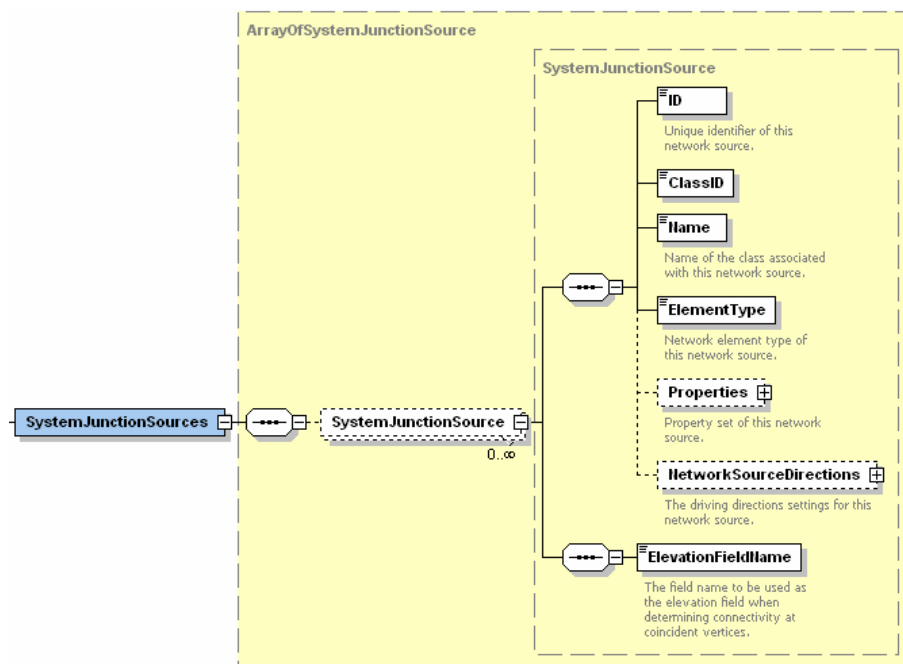 ArrayOfSystemJunctionSource
SystemJunctionSource
ID
Unique identifier of this
network source.
ClassID
Name
Name of the class associated
with this network source.
ElementType
Network element type of
this network source.
Properties
Property set of this network
source.
SystemJunctionSources
SystemJunctionSource
0..∞
NetworkSourceDirections
The driving directions settings for this
network source.
ElevationFieldName
The field name to be used as
the elevation field when
determining connectivity at
coincident vertices.